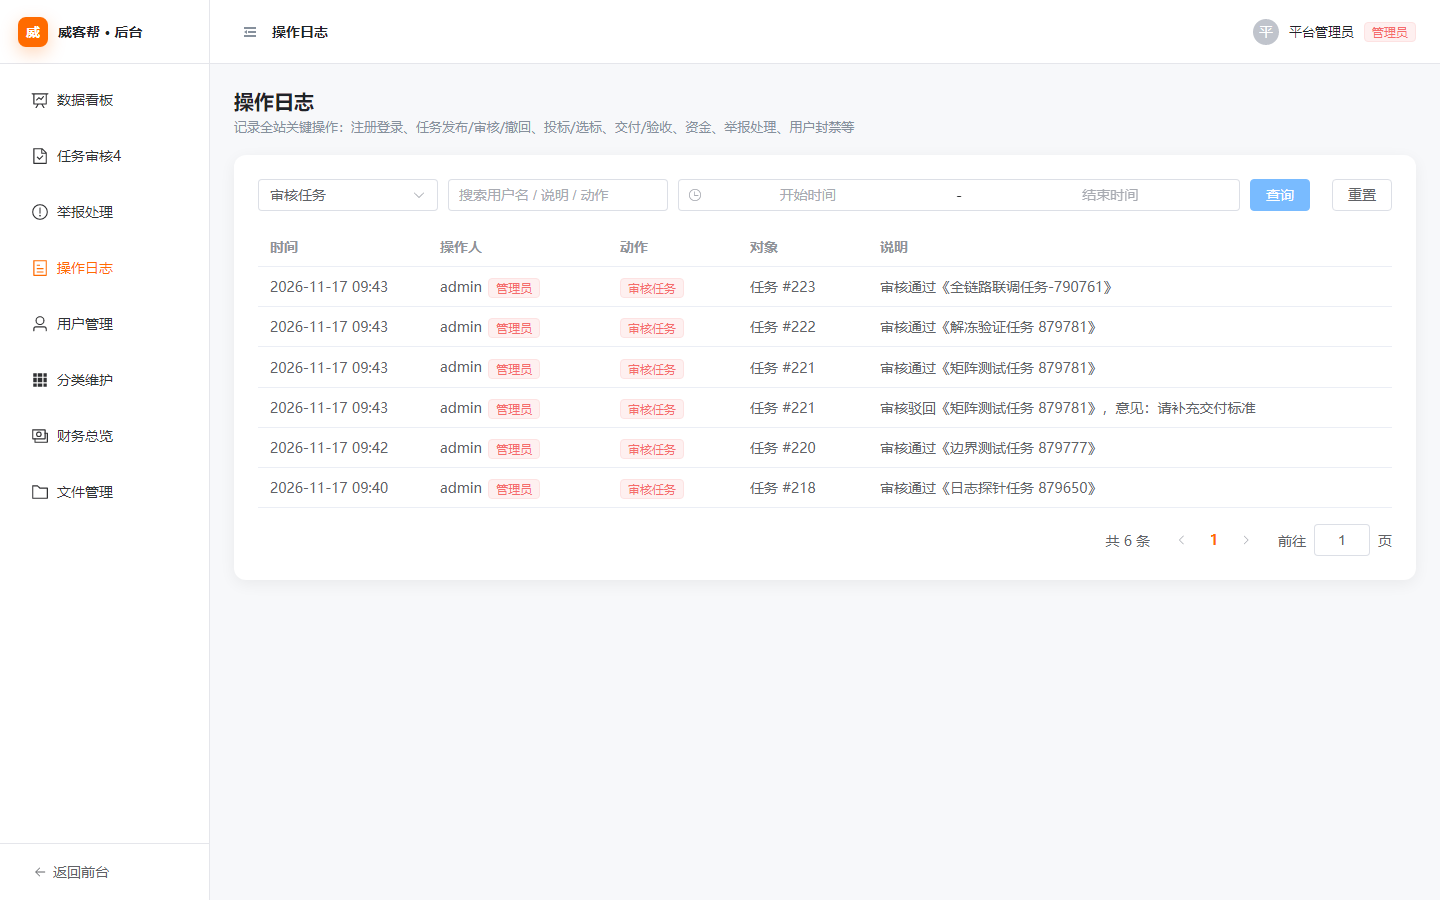 威 威客帮 • 后台
操作日志
平 平台管理员 管理员
数据看板
任务审核4
举报处理
操作日志
用户管理
分类维护
财务总览
文件管理
返回前台
操作日志
记录全站关键操作：注册登录、任务发布/审核/撤回、投标/选标、交付/验收、资金、举报处理、用户封禁等
审核任务 搜索用户名 / 说明 / 动作 开始时间 - 结束时间 查询 重置
时间 操作人 动作 对象 说明
2026-11-17 09:43 admin 管理员 审核任务 任务 #223 审核通过《全链路联调任务-790761》
2026-11-17 09:43 admin 管理员 审核任务 任务 #222 审核通过《解冻验证任务 879781》
2026-11-17 09:43 admin 管理员 审核任务 任务 #221 审核通过《矩阵测试任务 879781》
2026-11-17 09:43 admin 管理员 审核任务 任务 #221 审核驳回《矩阵测试任务 879781》，意见：请补充交付标准
2026-11-17 09:42 admin 管理员 审核任务 任务 #220 审核通过《边界测试任务 879777》
2026-11-17 09:40 admin 管理员 审核任务 任务 #218 审核通过《日志探针任务 879650》
共 6 条 1 前往 1 页